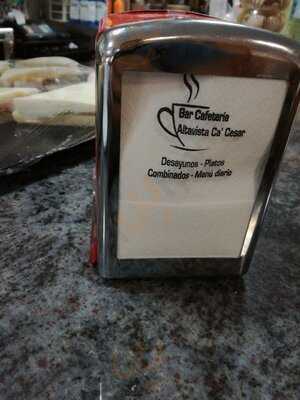 Bar Cafetería
Altavista Ca' Cesar
Desayunos - Platos
Combinados - Menú diario